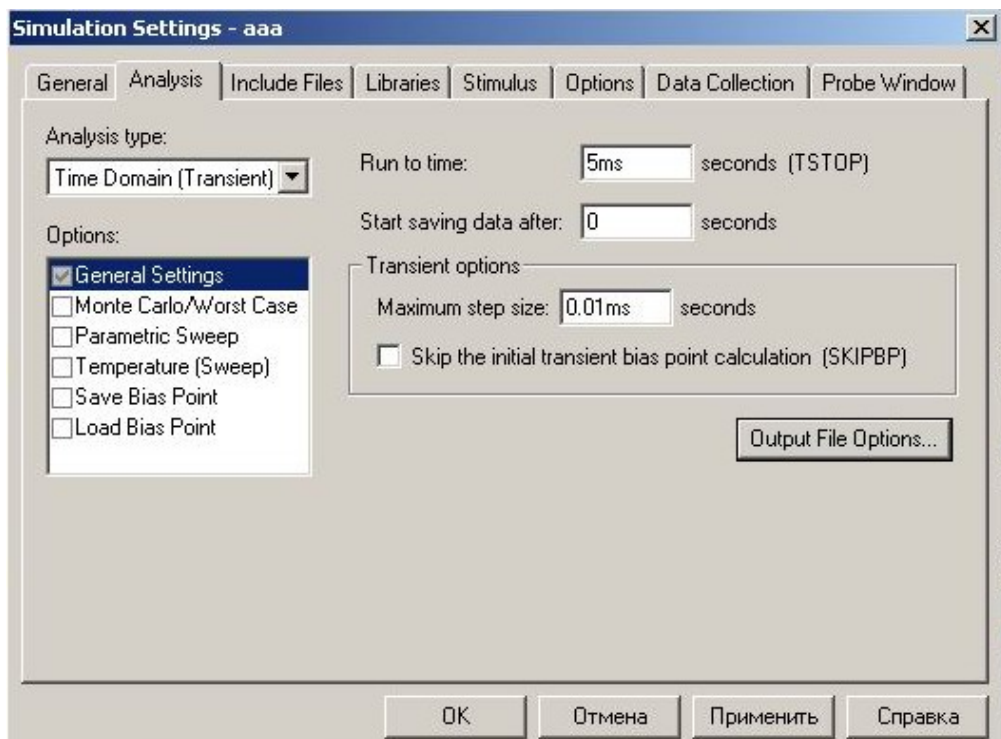 Simulation Settings - aaa
General Analysis Include Files Libraries Stimulus Options Data Collection Probe Window
Analysis type:
Time Domain (Transient)
Options:
General Settings
Monte Carlo/Worst Case
Parametric Sweep
Temperature (Sweep)
Save Bias Point
Load Bias Point
Run to time: 5ms seconds (TSTOP)
Start saving data after: 0 seconds
Transient options
Maximum step size: 0.01ms seconds
Skip the initial transient bias point calculation (SKIPBP)
Output File Options...
OK Отмена Применить Справка